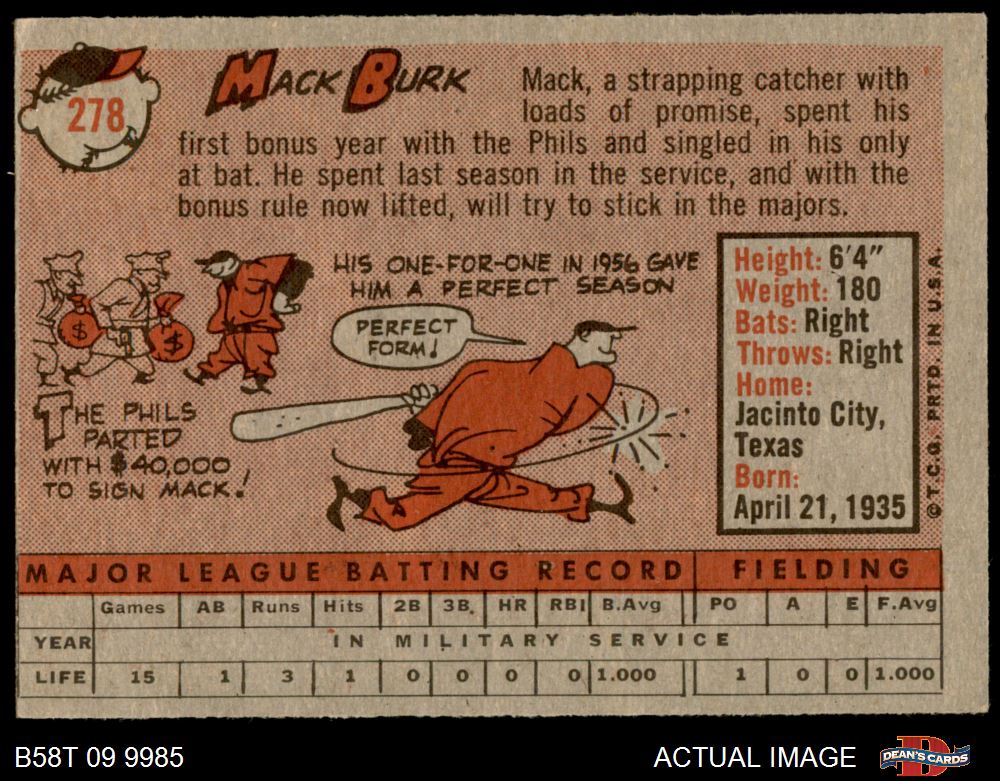 278
MACK BURK
Mack, a strapping catcher with
loads of promise, spent his
first bonus year with the Phils and singled in his only
at bat. He spent last season in the service, and with the
bonus rule now lifted, will try to stick in the majors.
HIS ONE-FOR-ONE IN 1956 GAVE
HIM A PERFECT SEASON
PERFECT
FORM!
$ $
THE PHILS
PARTED
WITH $40,000
TO SIGN MACK!
Height: 6'4"
Weight: 180
Bats: Right
Throws: Right
Home:
Jacinto City,
Texas
Born:
April 21, 1935
©T.C.G. PRTD. IN U.S.A.
MAJOR LEAGUE BATTING RECORD FIELDING
Games AB Runs Hits 2B 3B. HR RBI B.Avg PO A E F.Avg
YEAR IN MILITARY SERVICE
LIFE 15 1 3 1 0 0 0 0 1.000 1 0 0 1.000
B58T 09 9985 ACTUAL IMAGE DEAN'S CARDS